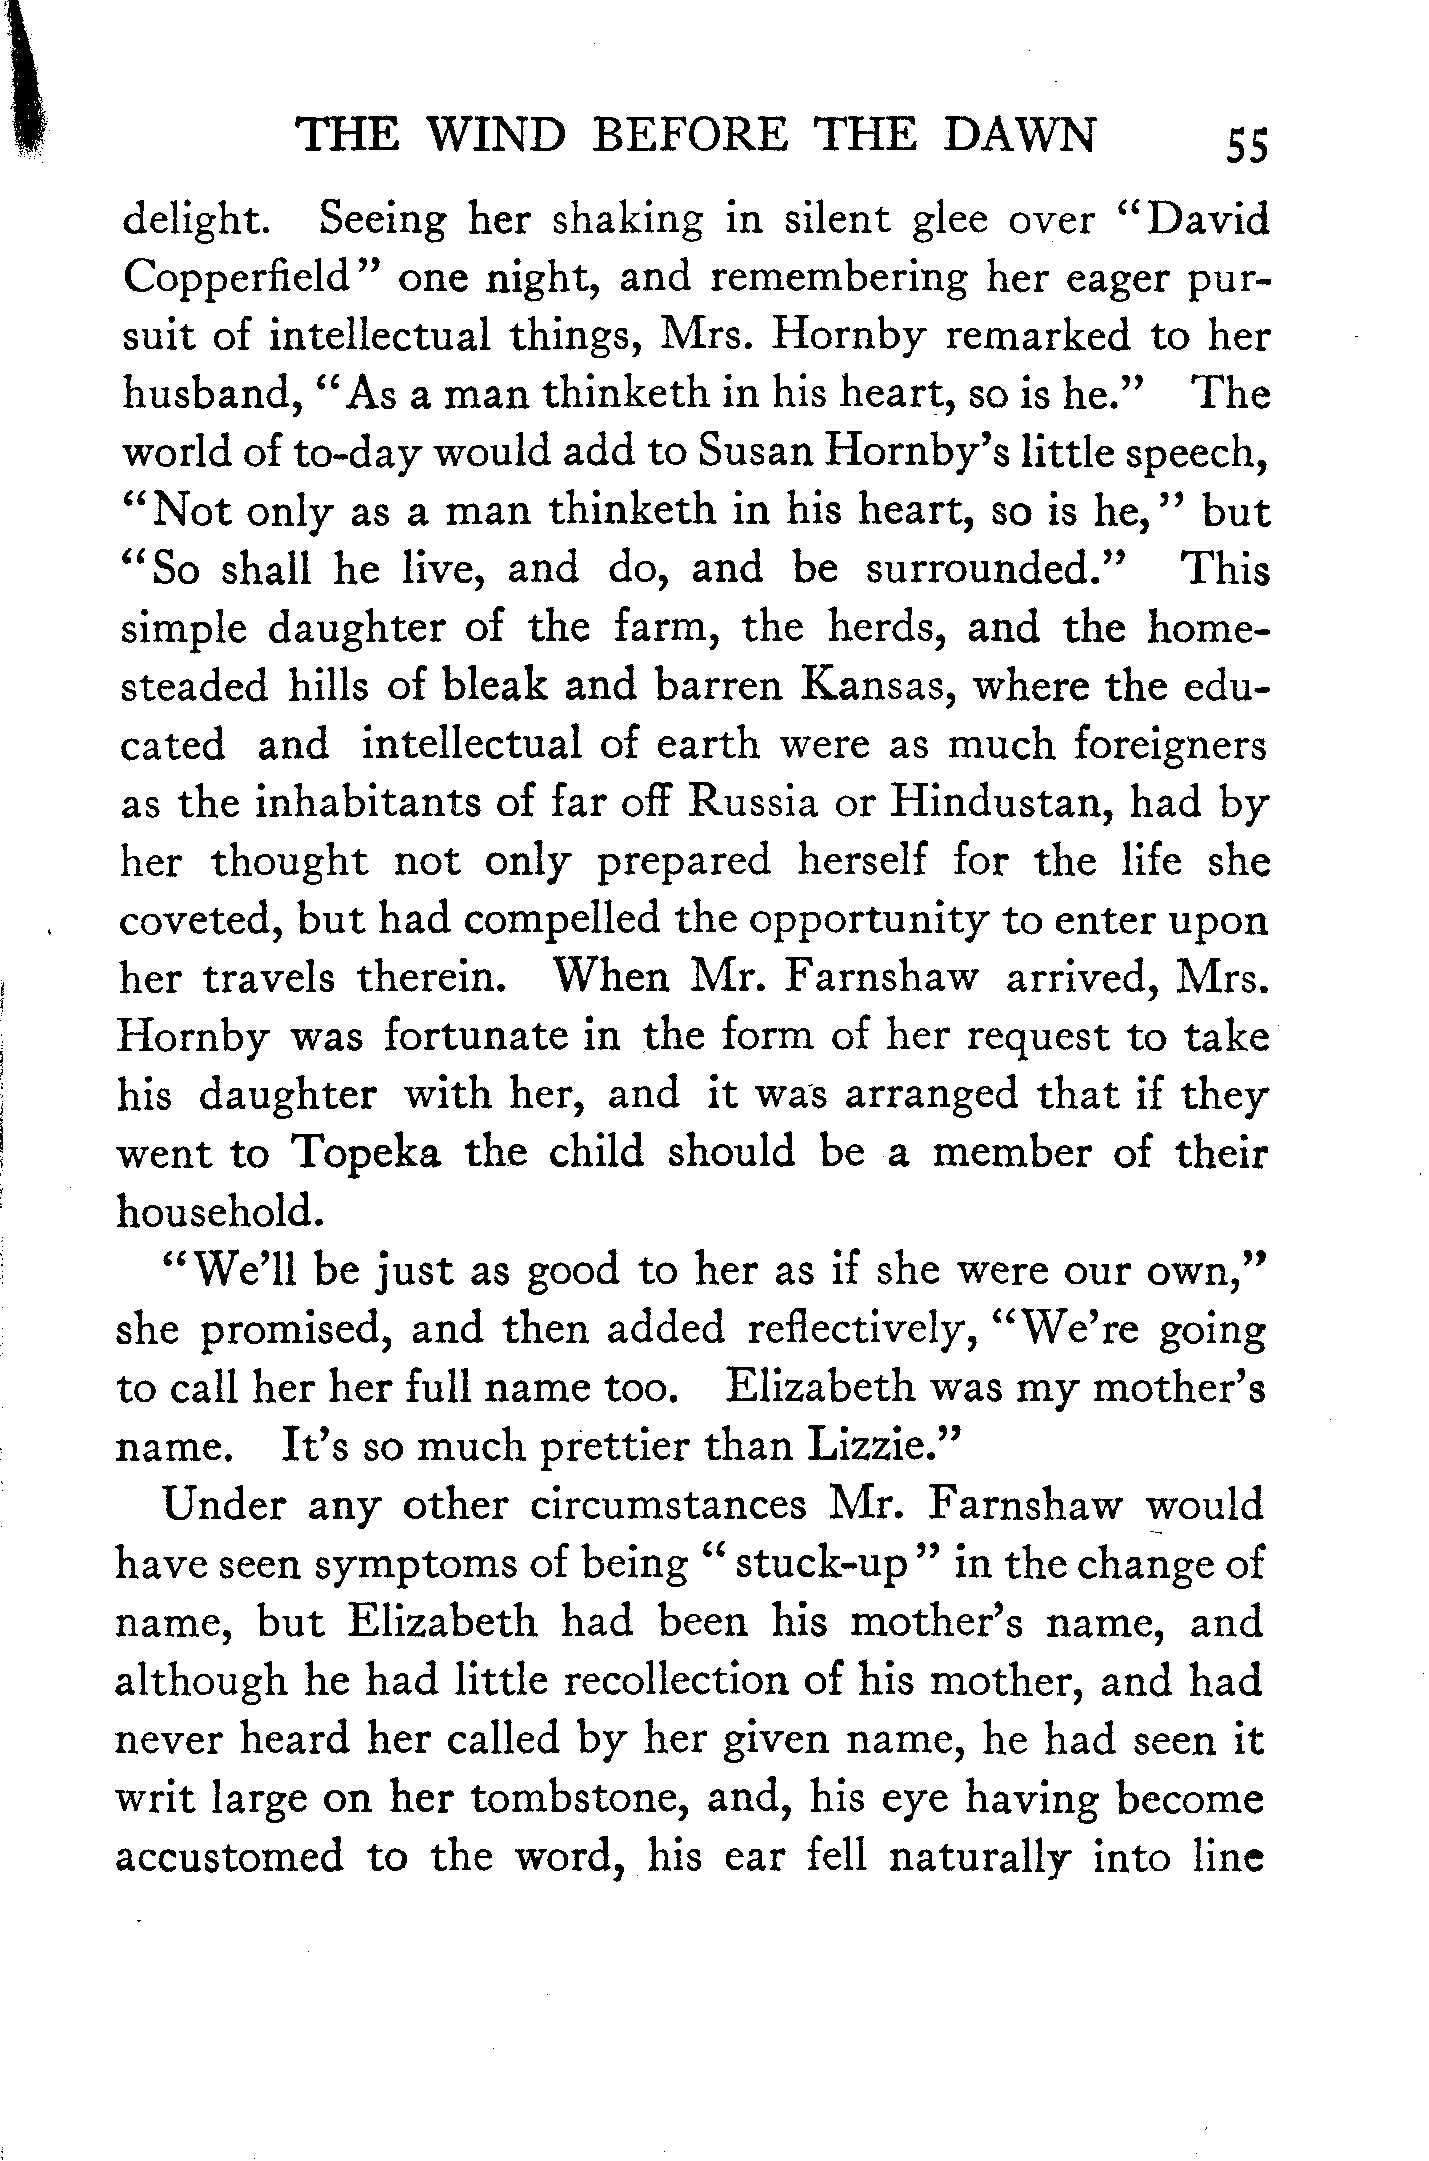 THE WIND BEFORE THE DAWN 55
delight. Seeing her shaking in silent glee over “David
Copperfield” one night, and remembering her eager pur-
suit of intellectual things, Mrs. Hornby remarked to her
husband, “As a man thinketh in his heart, so is he.” The
world of to-day would add to Susan Hornby’s little speech,
“Not only as a man thinketh in his heart, so is he,” but
“So shall he live, and do, and be surrounded.” This
simple daughter of the farm, the herds, and the home-
steaded hills of bleak and barren Kansas, where the edu-
cated and intellectual of earth were as much foreigners
as the inhabitants of far off Russia or Hindustan, had by
her thought not only prepared herself for the life she
coveted, but had compelled the opportunity to enter upon
her travels therein. When Mr. Farnshaw arrived, Mrs.
Hornby was fortunate in the form of her request to take
his daughter with her, and it was arranged that if they
went to Topeka the child should be a member of their
household.
“We’ll be just as good to her as if she were our own,”
she promised, and then added reflectively, “We’re going
to call her her full name too. Elizabeth was my mother’s
name. It’s so much prettier than Lizzie.”
Under any other circumstances Mr. Farnshaw would
have seen symptoms of being “stuck-up” in the change of
name, but Elizabeth had been his mother’s name, and
although he had little recollection of his mother, and had
never heard her called by her given name, he had seen it
writ large on her tombstone, and, his eye having become
accustomed to the word, his ear fell naturally into line